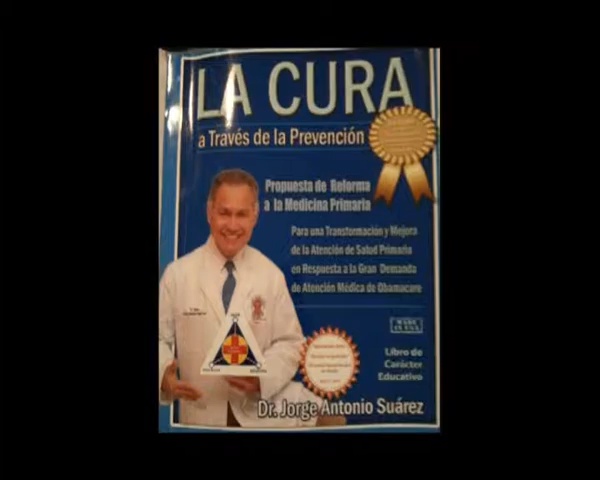 LA CURA
a Través de la Prevención
Propuesta de Reforma
a la Medicina Primaria
Para una Transformación y Mejora
de la Atención de Salud Primaria
en Respuesta a la Gran Demanda
de Atención Médica de Obamacare
MADE
IN U.S.A.
Libro de
Carácter
Educativo
Dr. Jorge Antonio Suárez